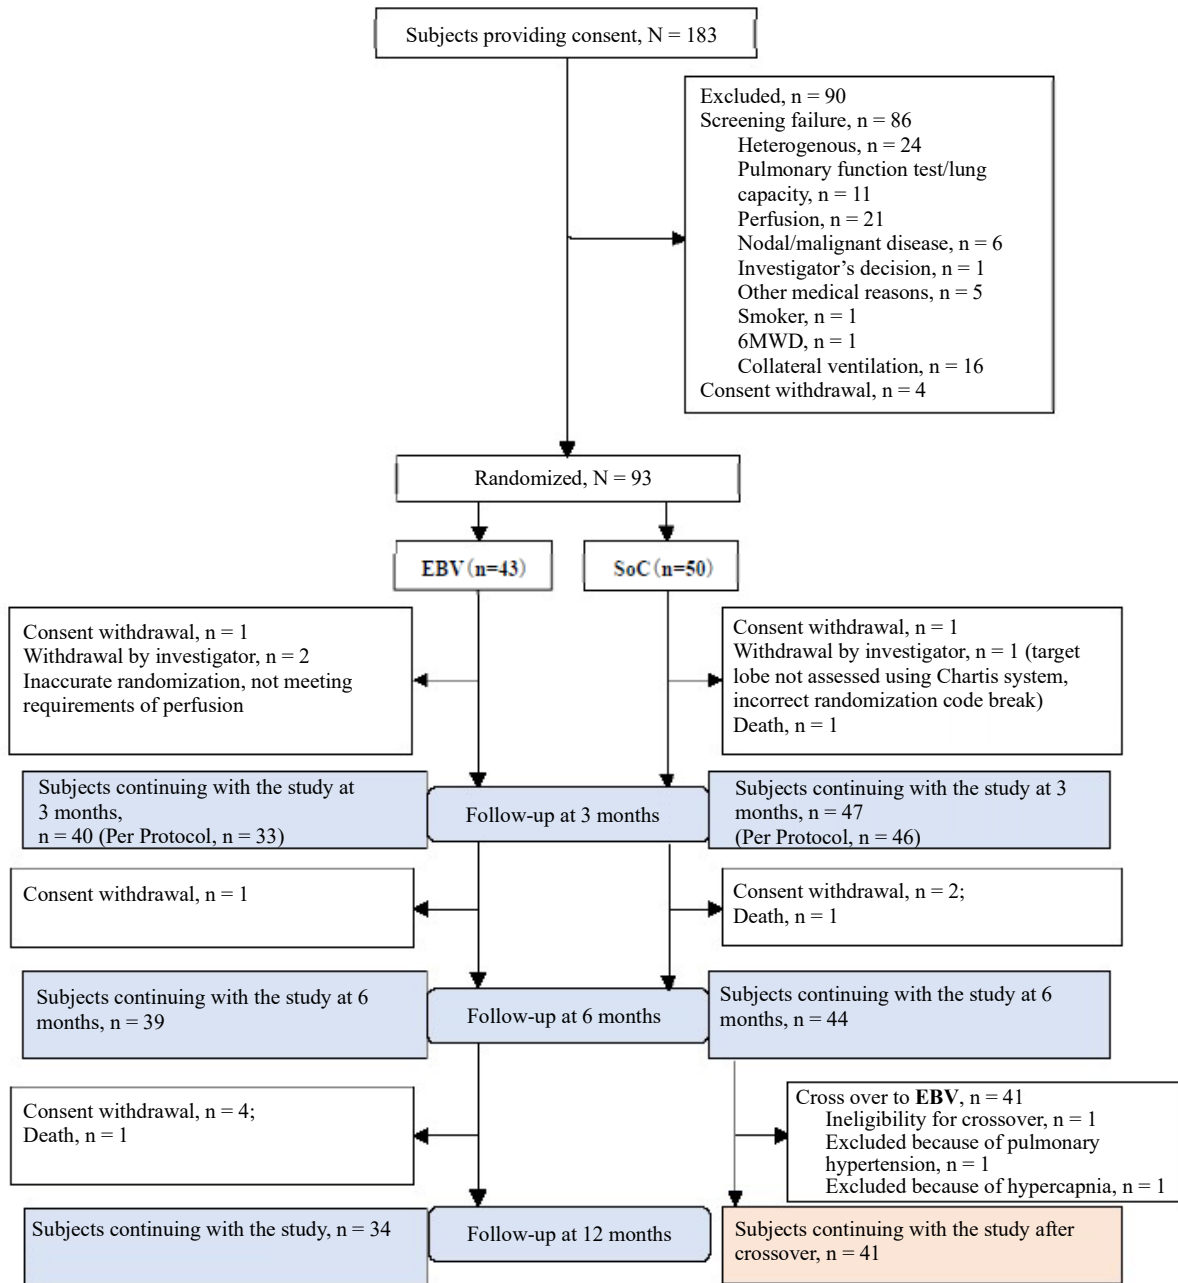 Subjects providing consent, N = 183
Excluded, n = 90
Screening failure, n = 86
Heterogenous, n = 24
Pulmonary function test/lung
capacity, n = 11
Perfusion, n = 21
Nodal/malignant disease, n = 6
Investigator's decision, n = 1
Other medical reasons, n = 5
Smoker, n = 1
6MWD, n = 1
Collateral ventilation, n = 16
Consent withdrawal, n = 4
Randomized, N = 93
EBV(n=43)
SoC(n=50)
Consent withdrawal, n = 1
Withdrawal by investigator, n = 2
Inaccurate randomization, not meeting
requirements of perfusion
Consent withdrawal, n = 1
Withdrawal by investigator, n = 1 (target
lobe not assessed using Chartis system,
incorrect randomization code break)
Death, n = 1
Subjects continuing with the study at
3 months,
n = 40 (Per Protocol, n = 33)
Follow-up at 3 months
Subjects continuing with the study at 3
months, n = 47
(Per Protocol, n = 46)
Consent withdrawal, n = 1
Consent withdrawal, n = 2;
Death, n = 1
Subjects continuing with the study at 6
months, n = 39
Follow-up at 6 months
Subjects continuing with the study at 6
months, n = 44
Consent withdrawal, n = 4;
Death, n = 1
Cross over to EBV, n = 41
Ineligibility for crossover, n = 1
Excluded because of pulmonary
hypertension, n = 1
Excluded because of hypercapnia, n = 1
Subjects continuing with the study, n = 34
Follow-up at 12 months
Subjects continuing with the study after
crossover, n = 41